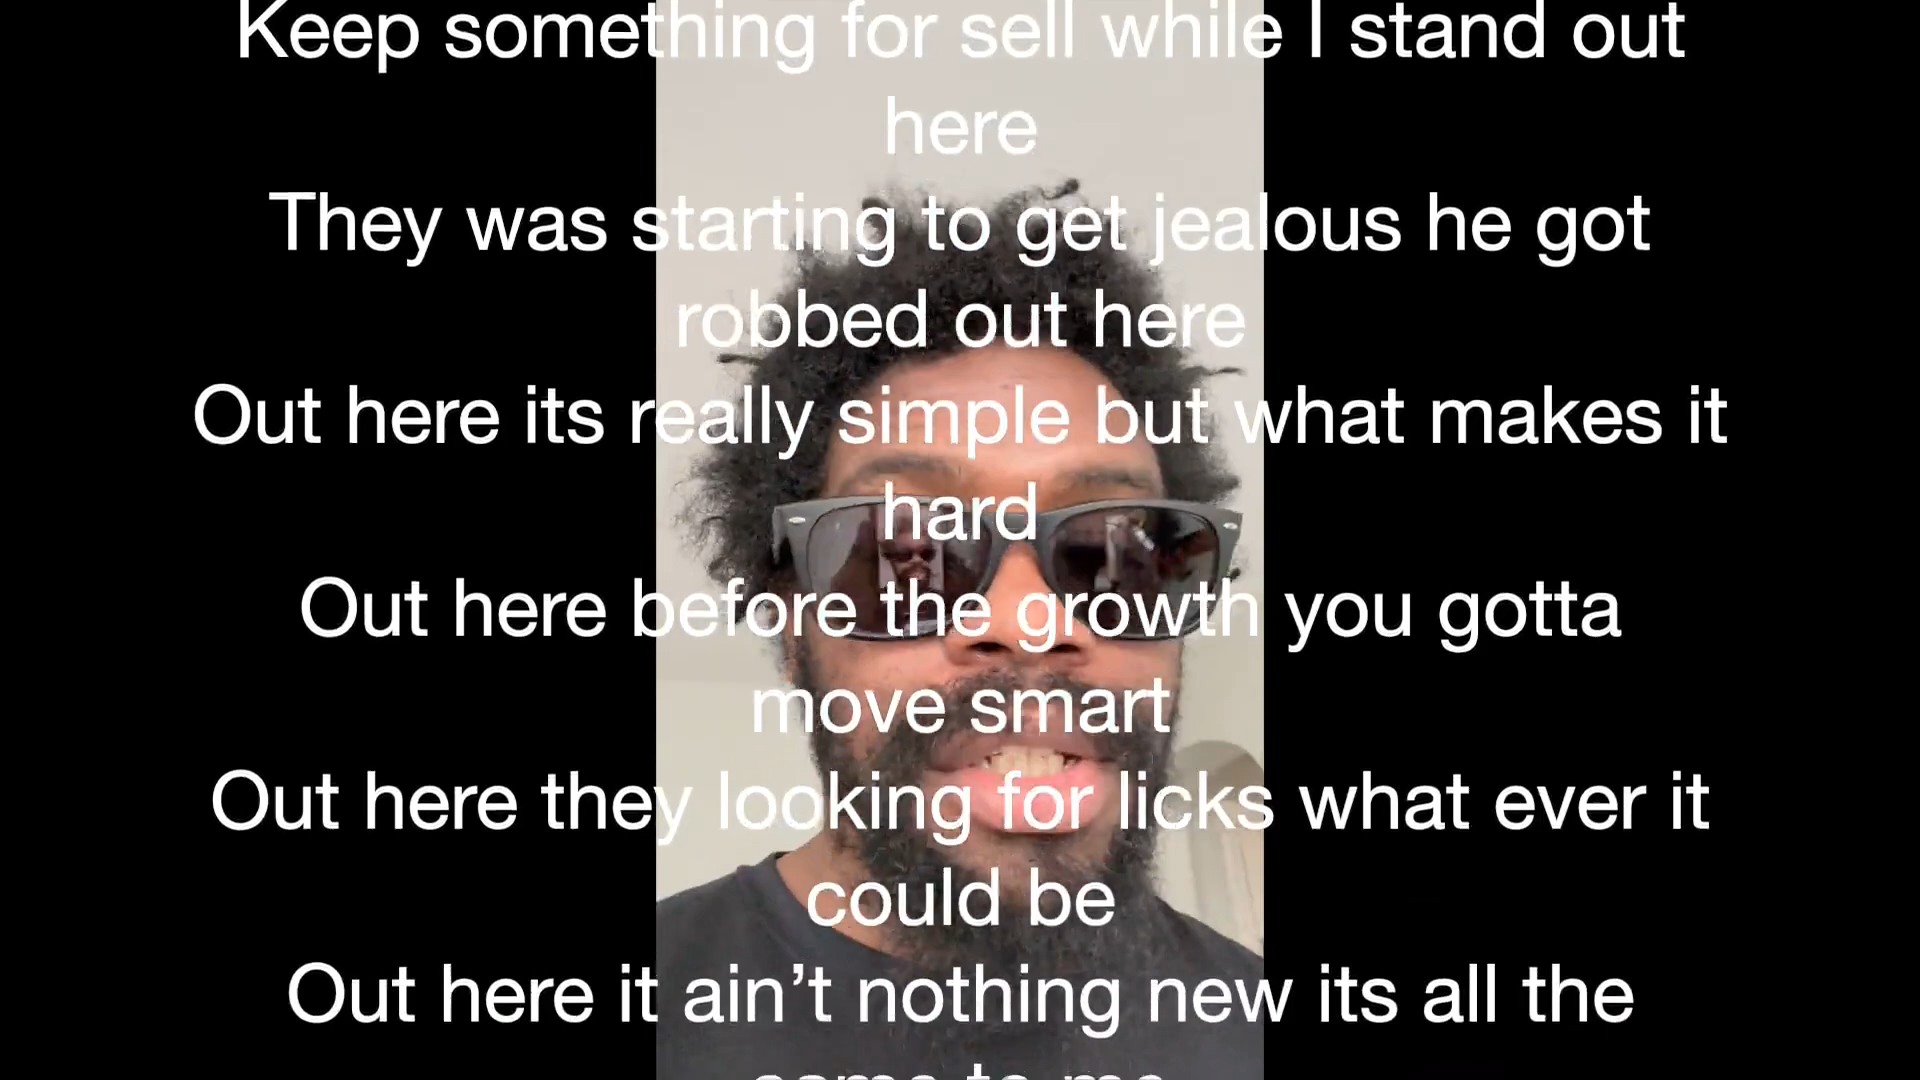 Keep something for sell while I stand out
here
They was starting to get jealous he got
robbed out here
Out here its really simple but what makes it
hard
Out here before the growth you gotta
move smart
Out here they looking for licks what ever it
could be
Out here it ain’t nothing new its all the
same to me